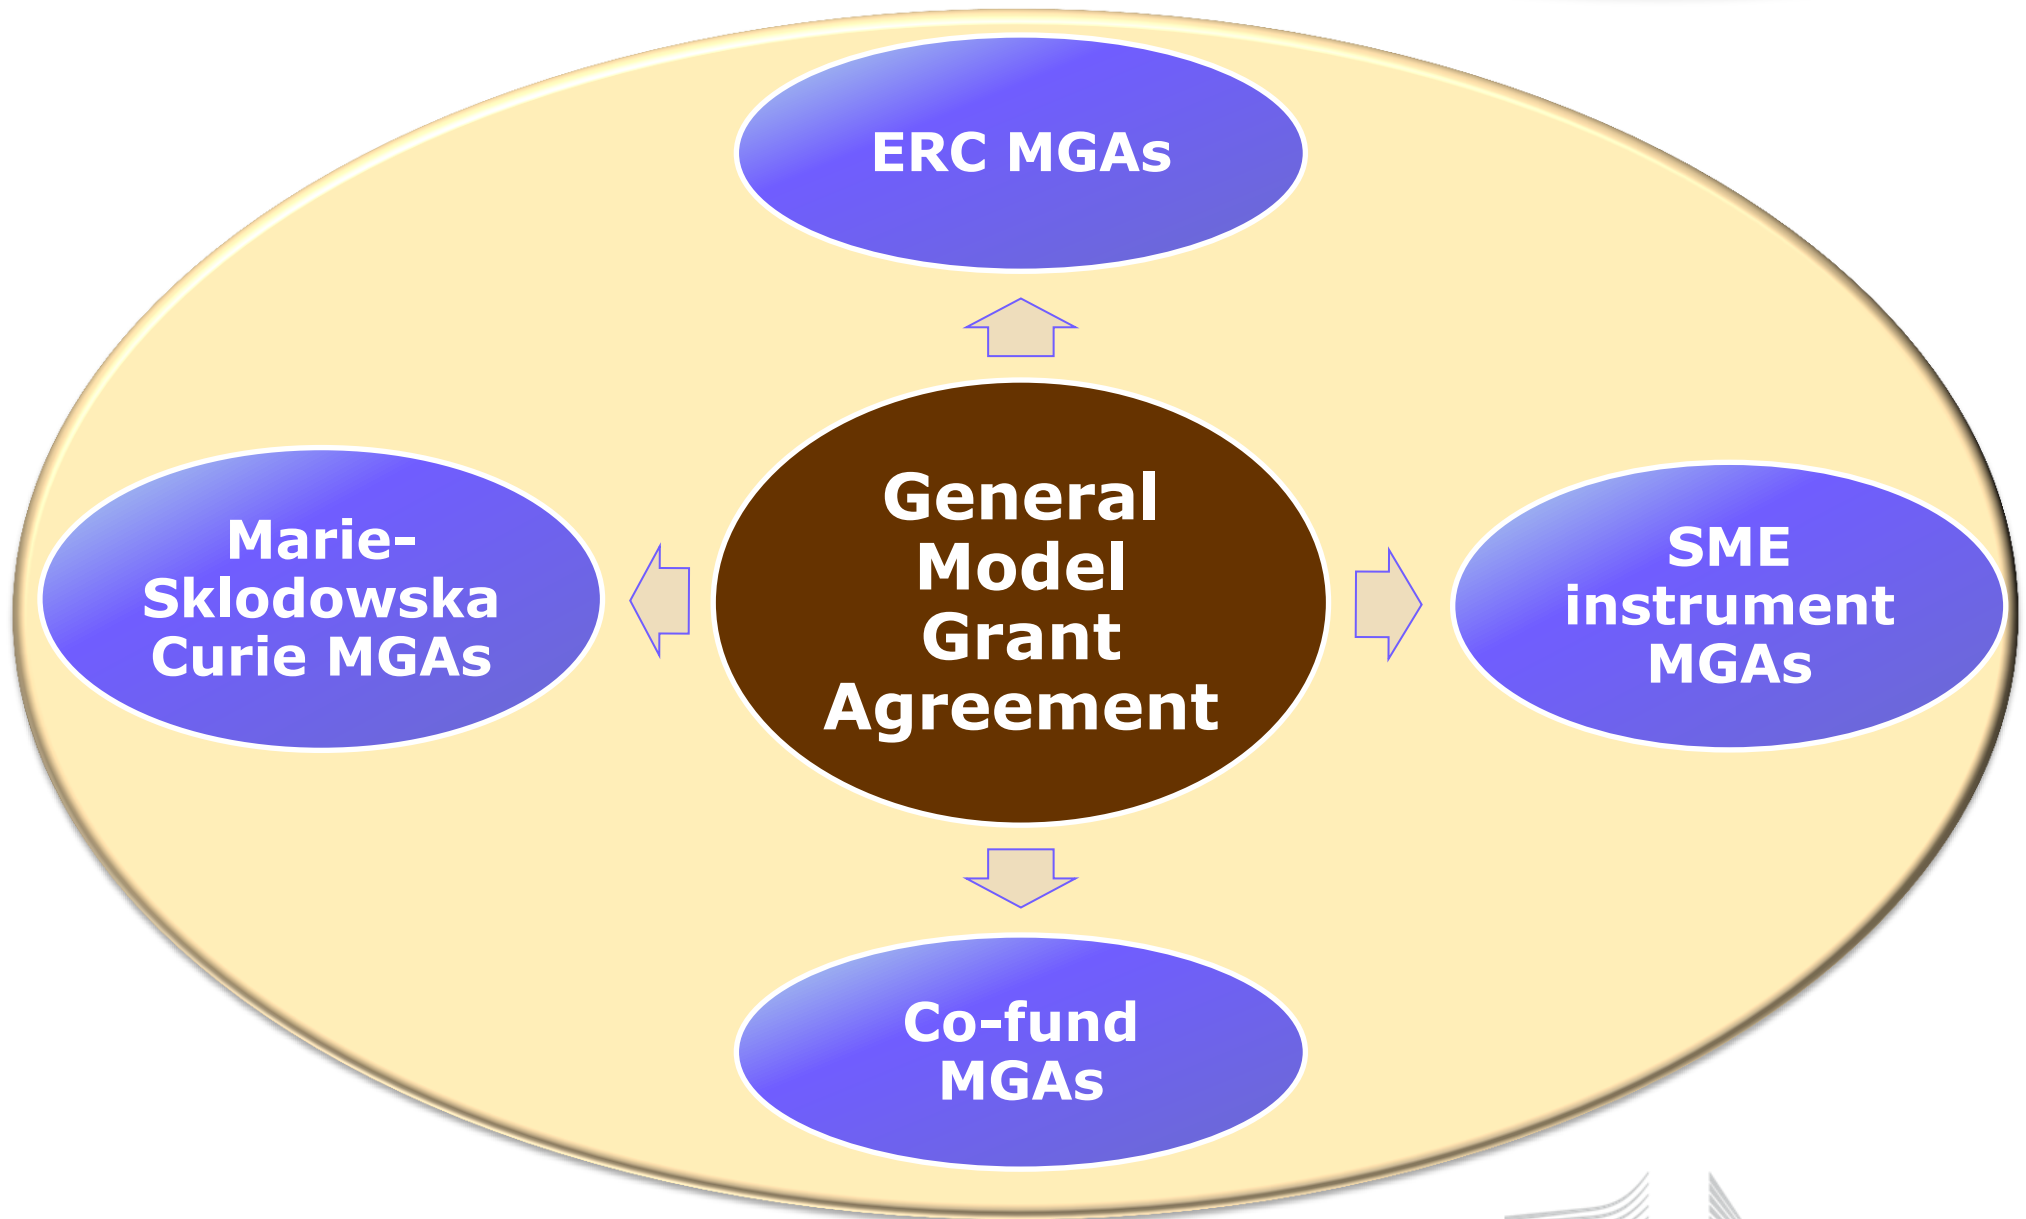 ERC MGAs
Marie-
Sklodowska
Curie MGAs
General
Model
Grant
Agreement
SME
instrument
MGAs
Co-fund
MGAs